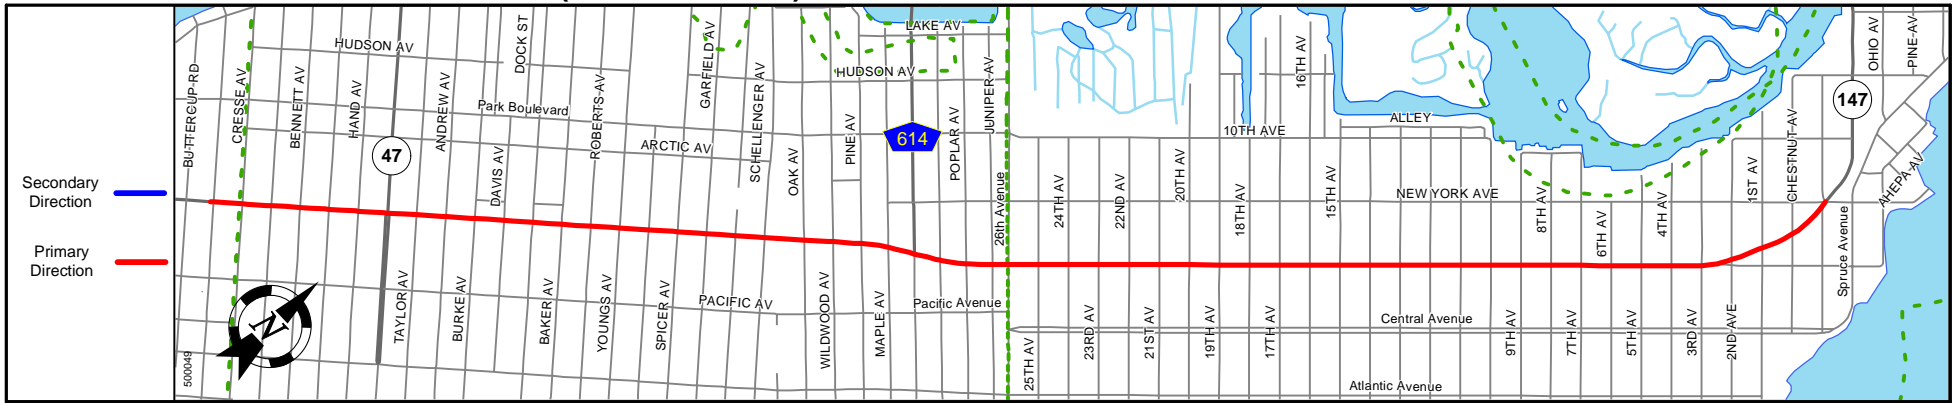 Secondary
Direction
Primary
Direction
BUTTERCUP RD
CRESSE AV
BENNETT AV
HUDSON AV
HAND AV
47
ANDREW AV
DOCK ST
Park Boulevard
DAVIS AV
ROBERTS AV
ARCTIC AV
GARFIELD AV
SCHELLENGER AV
OAK AV
PINE AV
LAKE AV
HUDSON AV
614
POPLAR AV
JUNIPER AV
26th Avenue
24TH AV
22ND AV
20TH AV
10TH AVE
18TH AV
16TH AV
15TH AV
ALLEY
NEW YORK AVE
8TH AV
6TH AV
4TH AV
1ST AV
CHESTNUT AV
147
OHIO AV
PINE AV
AHEPA AV
Spruce Avenue
500049
N
TAYLOR AV
BURKE AV
BAKER AV
YOUNGS AV
SPICER AV
PACIFIC AV
WILDWOOD AV
MAPLE AV
Pacific Avenue
25TH AV
23RD AV
21ST AV
19TH AV
17TH AV
Central Avenue
Atlantic Avenue
9TH AV
7TH AV
5TH AV
3RD AV
2ND AVE